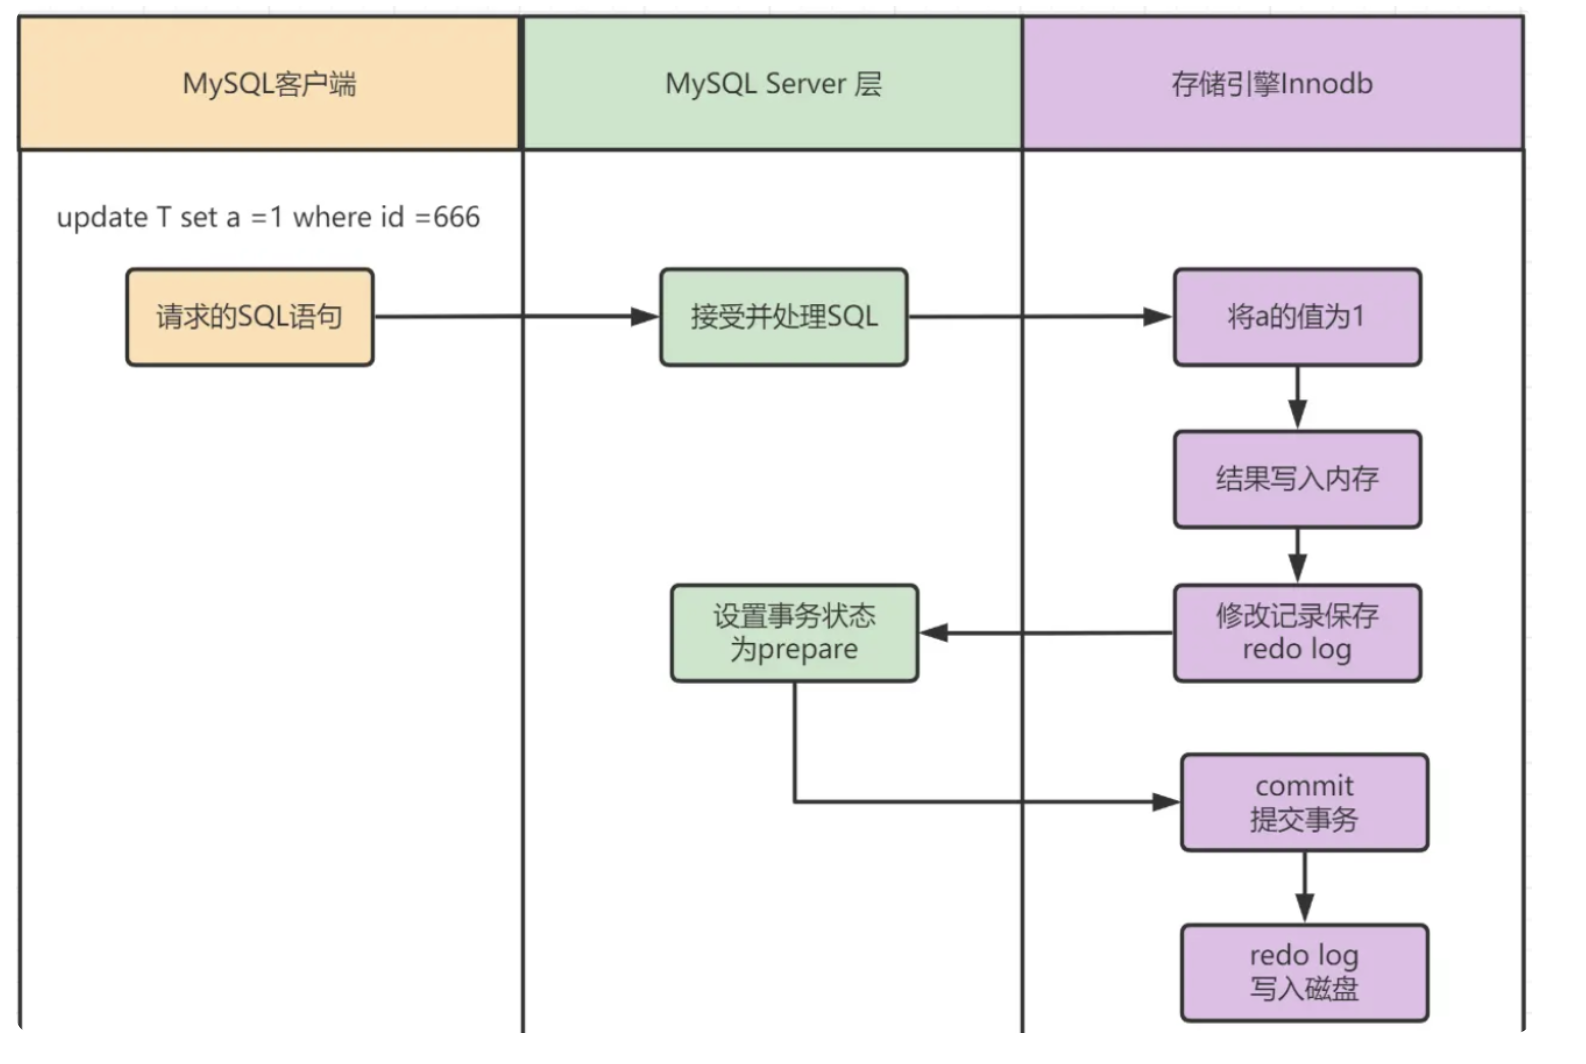 MySQL客户端
MySQL Server 层
存储引擎Innodb
update T set a =1 where id =666
请求的SQL语句
接受并处理SQL
将a的值为1
结果写入内存
修改记录保存
redo log
设置事务状态
为prepare
commit
提交事务
redo log
写入磁盘